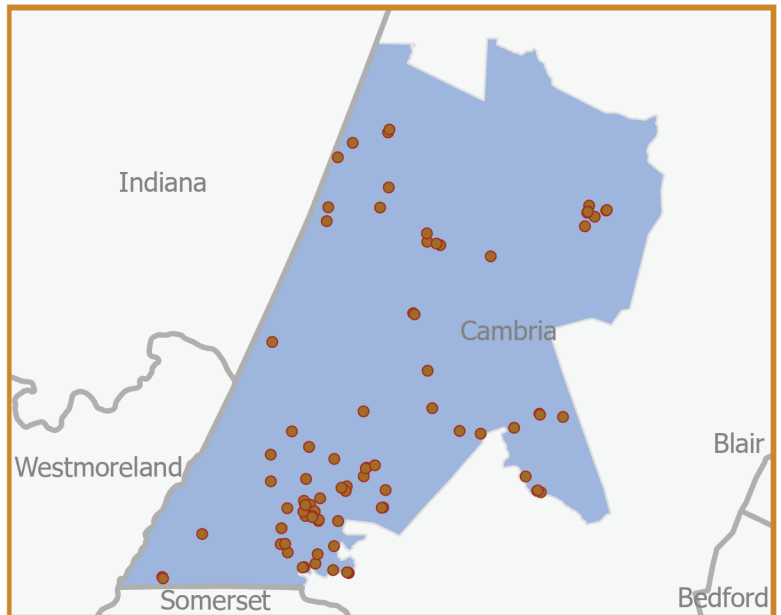 Indiana
Cambria
Blair
Westmoreland
Bedford
Somerset